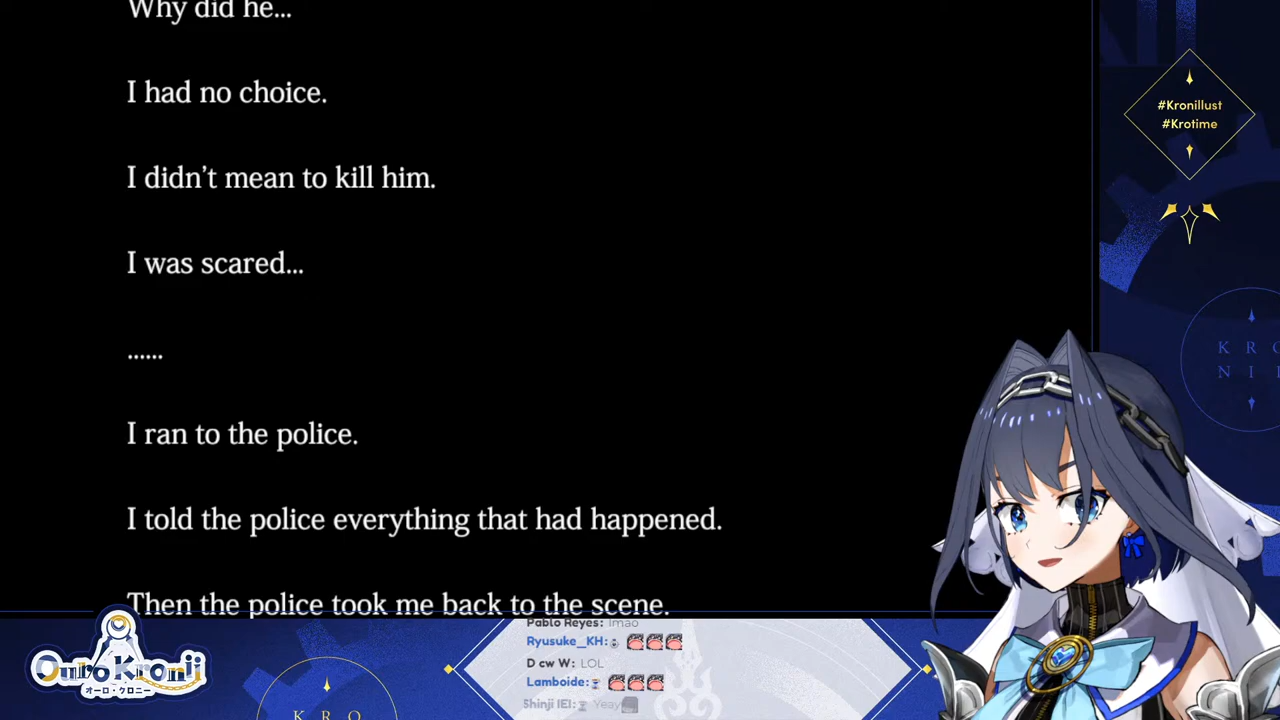 Why did he...
I had no choice.
I didn't mean to kill him.
I was scared...
......
I ran to the police.
I told the police everything that had happened.
Then the police took me back to the scene.
#Kronillust
#Krotime
K R O
N I
Ouro Kronii
オーロ・クロニー
K R O
Pablo Reyes: lmao
Ryusuke_KH:
D cw W: LOL
Lamboide:
Shinji IEI: Yeay